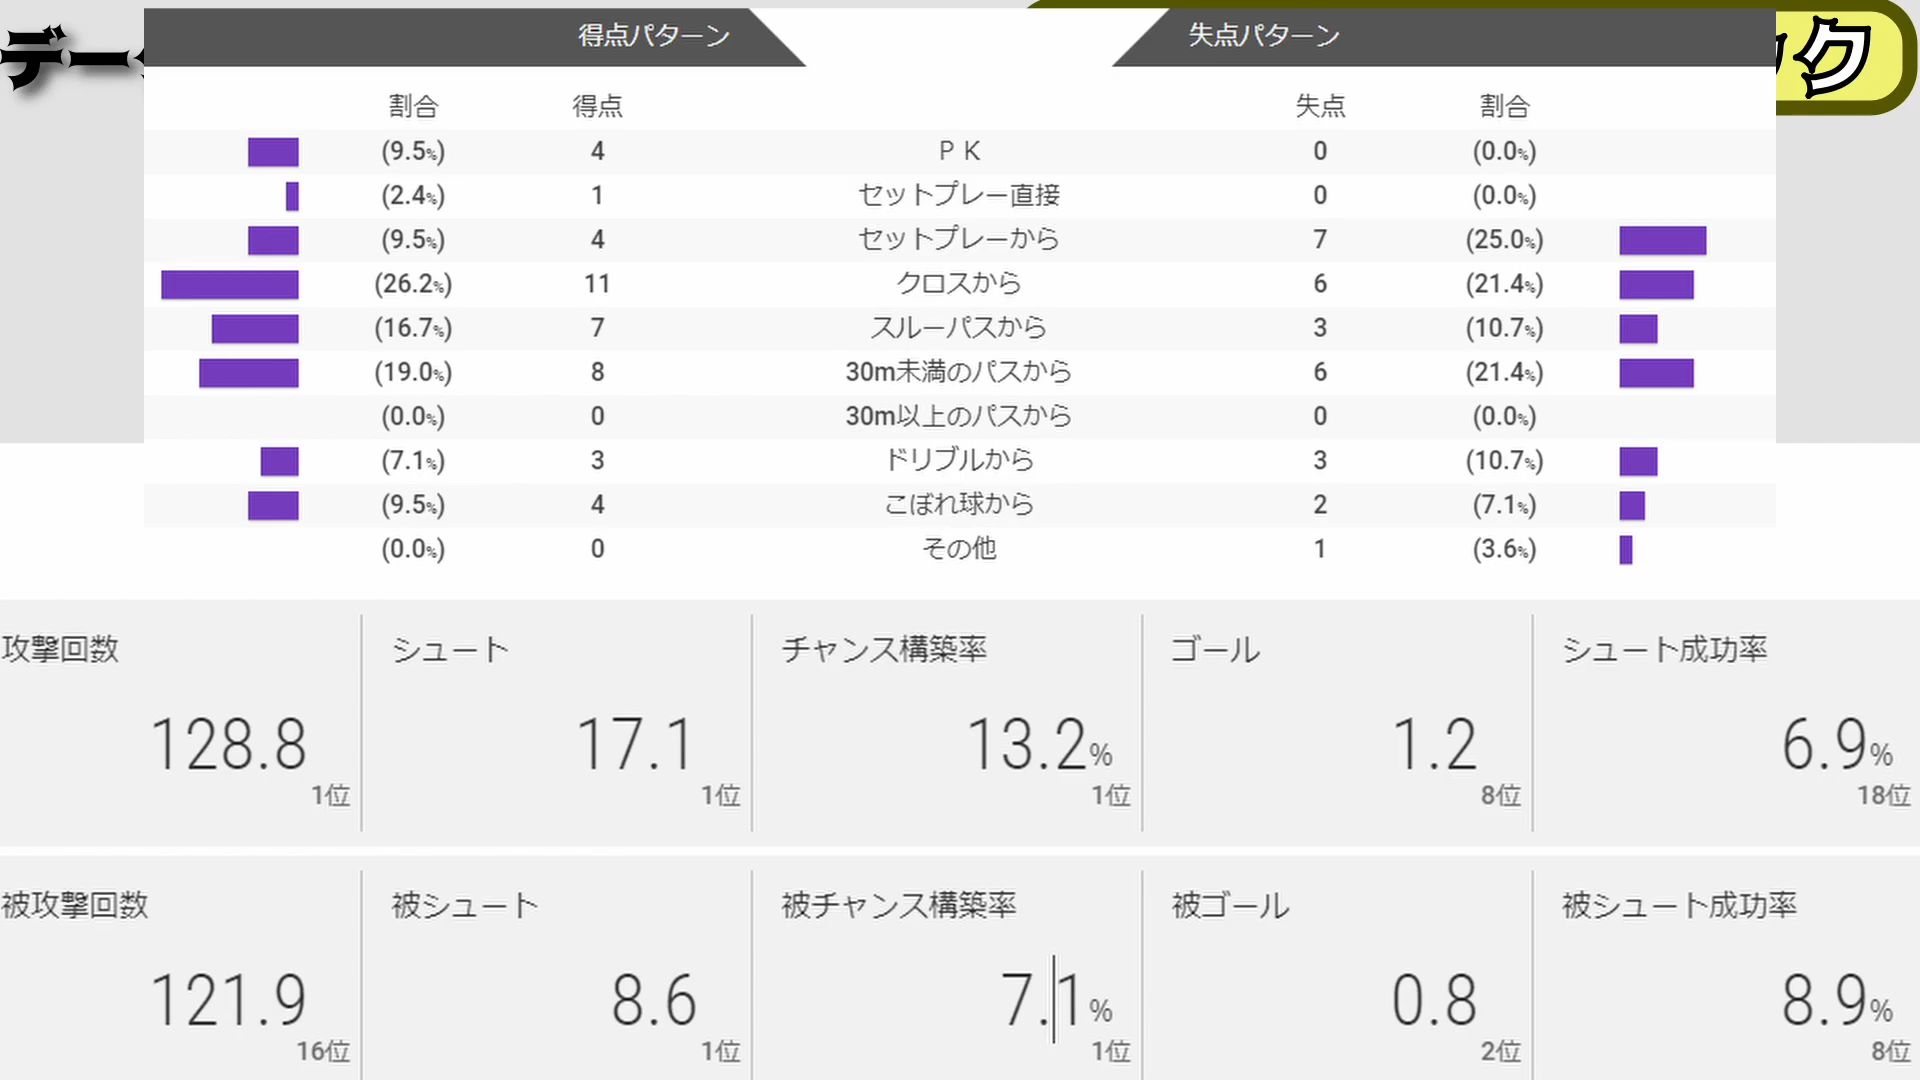 デー
ック
得点パターン 失点パターン
割合 得点 失点 割合
(9.5%) 4 ＰＫ 0 (0.0%)
(2.4%) 1 セットプレー直接 0 (0.0%)
(9.5%) 4 セットプレーから 7 (25.0%)
(26.2%) 11 クロスから 6 (21.4%)
(16.7%) 7 スルーパスから 3 (10.7%)
(19.0%) 8 30m未満のパスから 6 (21.4%)
(0.0%) 0 30m以上のパスから 0 (0.0%)
(7.1%) 3 ドリブルから 3 (10.7%)
(9.5%) 4 こぼれ球から 2 (7.1%)
(0.0%) 0 その他 1 (3.6%)
攻撃回数 シュート チャンス構築率 ゴール シュート成功率
128.8 17.1 13.2% 1.2 6.9%
1位 1位 1位 8位 18位
被攻撃回数 被シュート 被チャンス構築率 被ゴール 被シュート成功率
121.9 8.6 7.1% 0.8 8.9%
16位 1位 1位 2位 8位